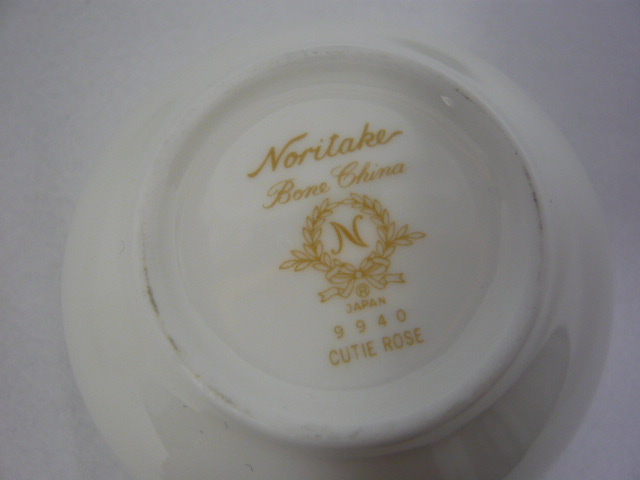 Noritake
Bone China
N
®
JAPAN
9940
CUTIE ROSE